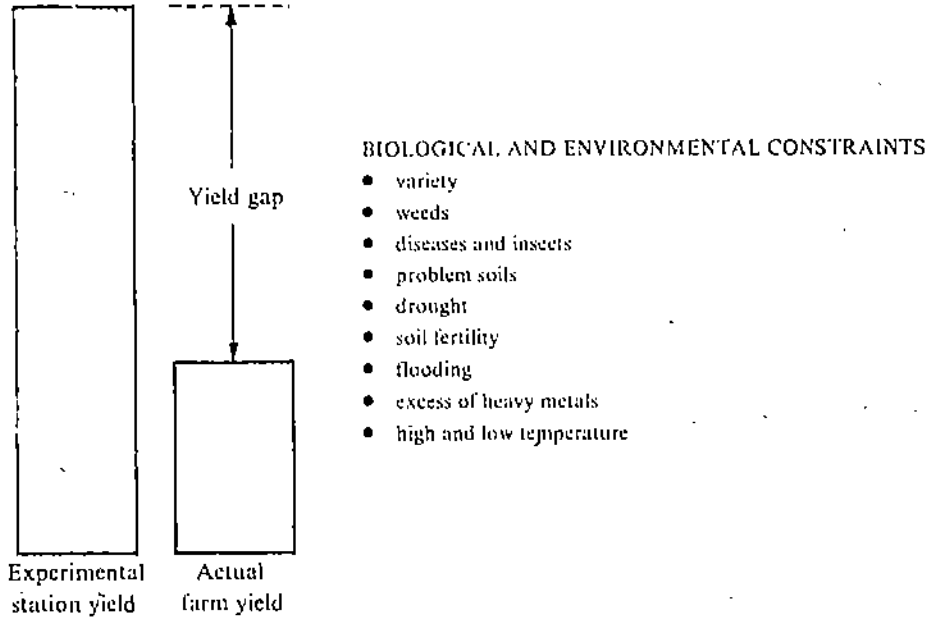 Yield gap
BIOLOGICAL AND ENVIRONMENTAL CONSTRAINTS
• variety
• weeds
• diseases and insects
• problem soils
• drought
• soil fertility
• flooding
• excess of heavy metals
• high and low temperature
Experimental
station yield
Actual
farm yield